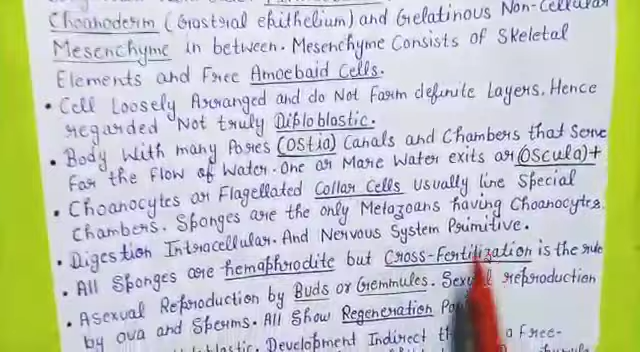 Choanoderm (Grastral epithelium) and Gelatinous Non-Cellular
Mesenchyme in between. Mesenchyme Consists of Skeletal
Elements and Free Amoebaid Cells.
• Cell Loosely Arranged and do Not Farm definite Layers. Hence
regarded Not truly Diploblastic.
• Body With many Pores (Ostia) Canals and Chambers that Serve
For the flow of Water. One or More Water exits or (Oscula)
• Choanocytes or Flagellated Collar Cells usually line Special
Chambers. Sponges are the only Metazoans having Choanocytes.
• Digestion Intracellular. And Nervous System Primitive.
• All Sponges are hemaphrodite but Cross-Fertilization is the rule
• Asexual Reproduction by Buds or Gemmules. Sexual reproduction
by ova and Sperms. All Show Regeneration
Development Indirect a Free-